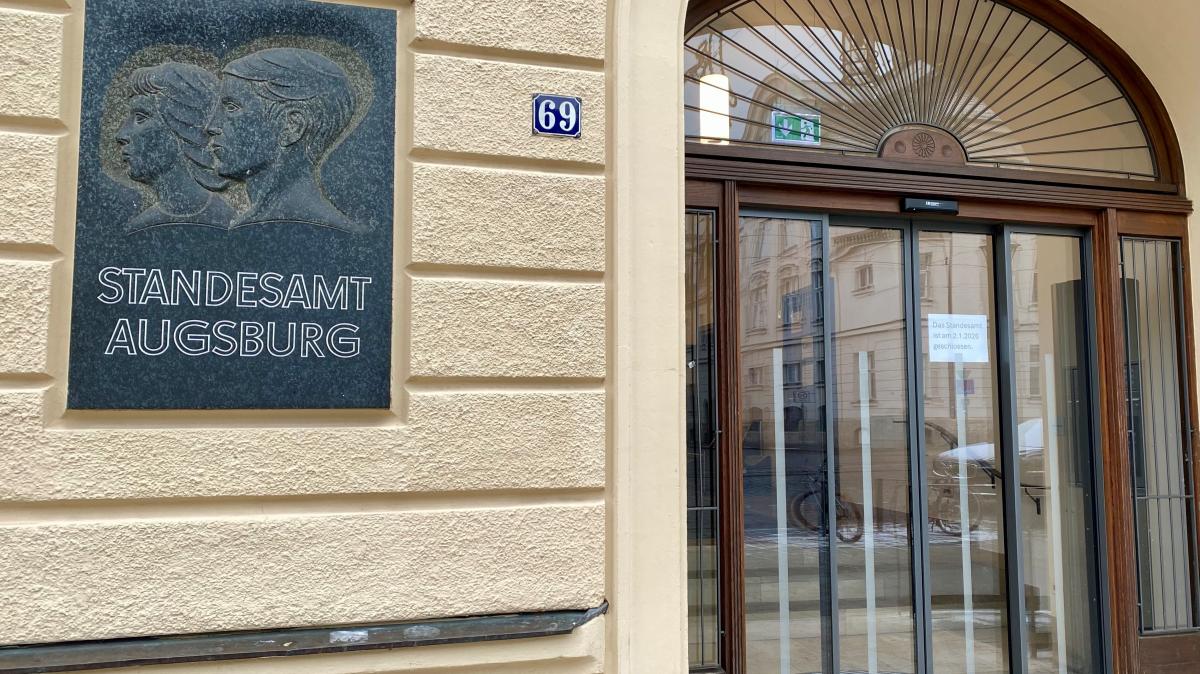 STANDESAMT
AUGSBURG
69
Das Standesamt
ist am 2.1.2026
geschlossen.